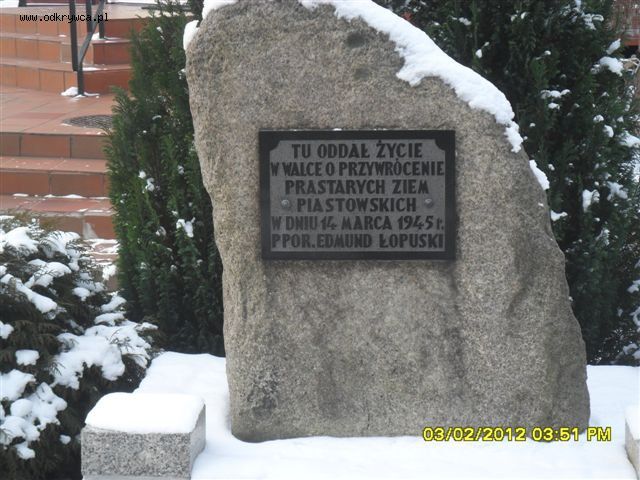 www.odkrywca.pl
TU ODDAŁ ŻYCIE
W WALCE O PRZYWRÓCENIE
PRASTARYCH ZIEM
PIASTOWSKICH
W DNIU 14 MARCA 1945 r.
PPOR. EDMUND ŁOPUSKI
03/02/2012 03:51 PM